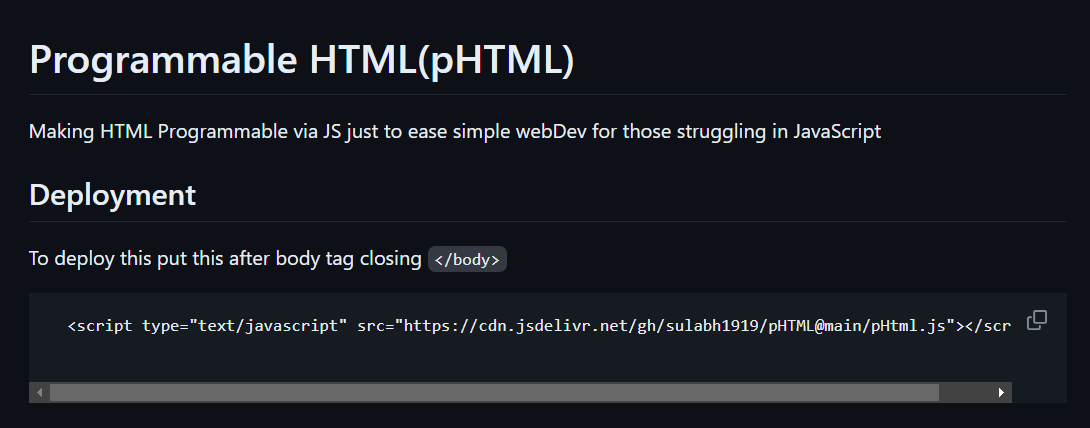 Programmable HTML(pHTML)
Making HTML Programmable via JS just to ease simple webDev for those struggling in JavaScript
Deployment
To deploy this put this after body tag closing </body>
<script type="text/javascript" src="https://cdn.jsdelivr.net/gh/sulabh1919/pHTML@main/pHtml.js"></scr